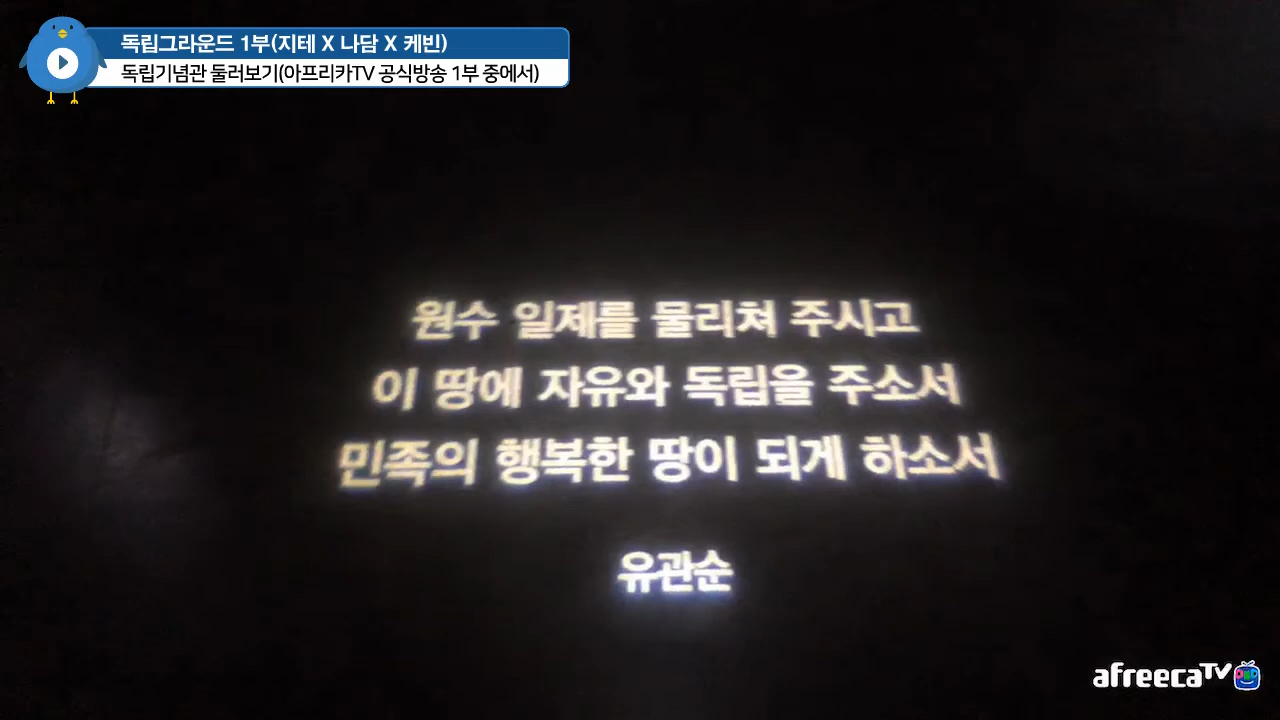 독립그라운드 1부(지테 X 나담 X 케빈)
독립기념관 둘러보기(아프리카TV 공식방송 1부 중에서)
원수 일제를 물리쳐 주시고
이 땅에 자유와 독립을 주소서
민족의 행복한 땅이 되게 하소서
유관순
afreecaTV